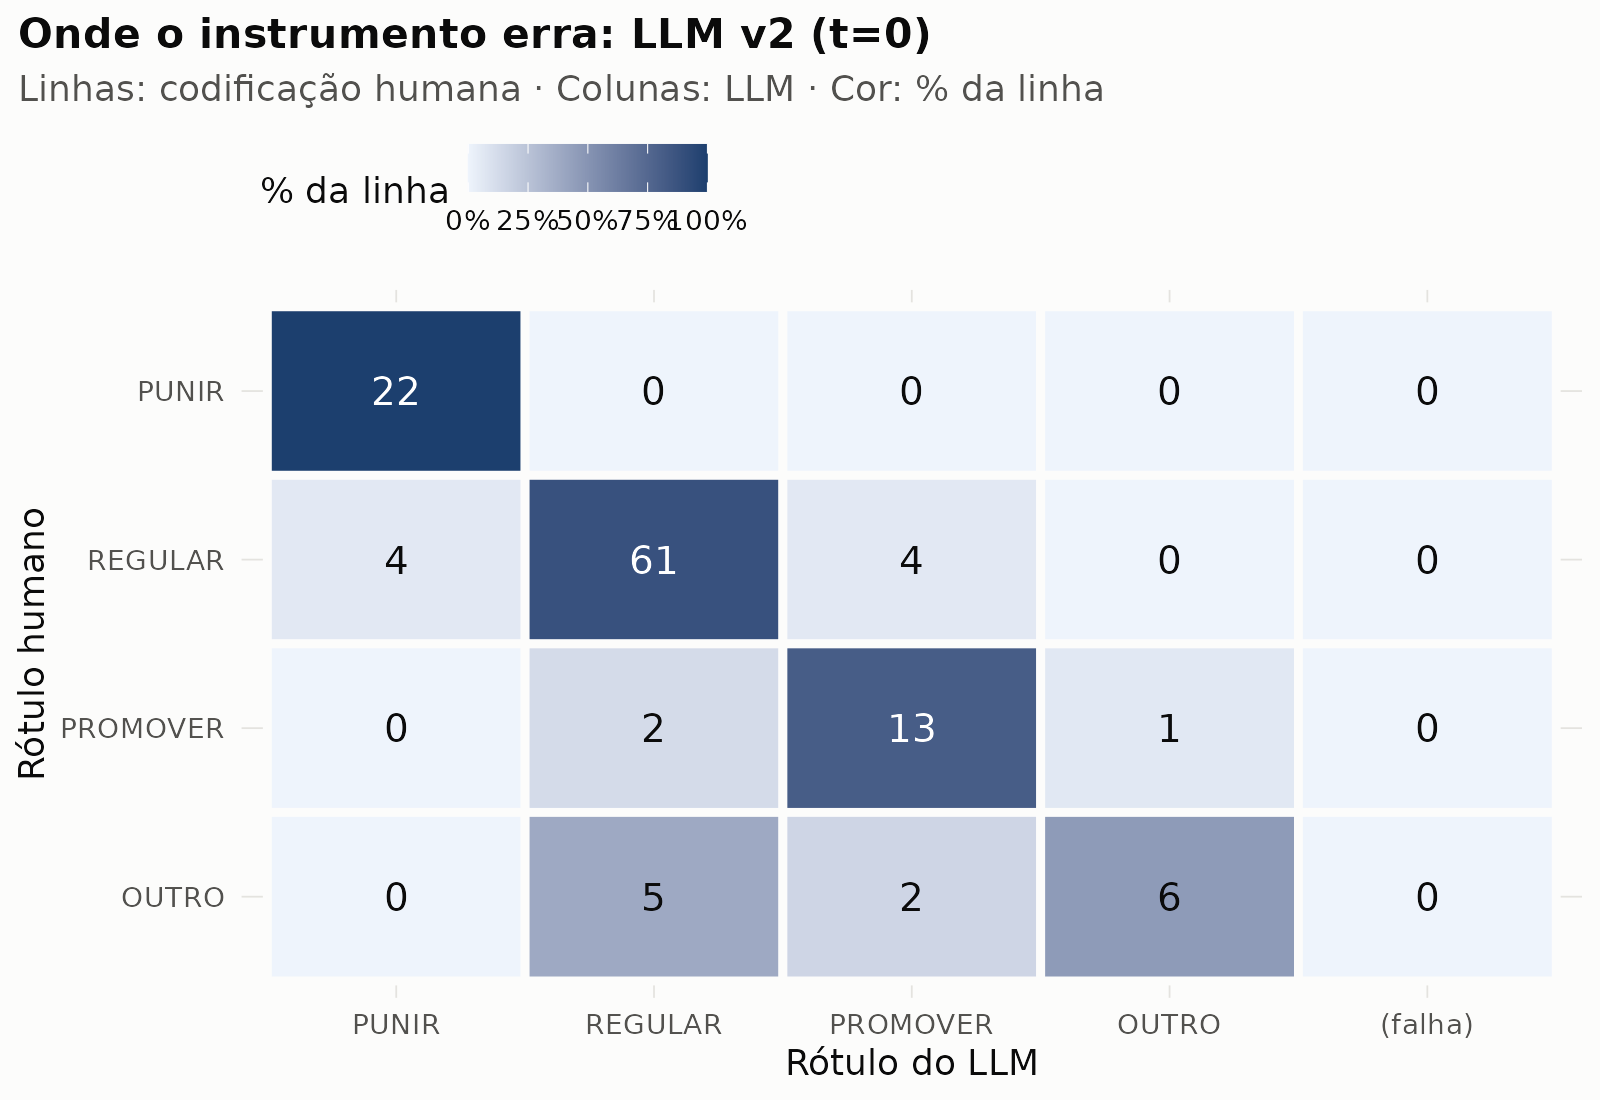 Onde o instrumento erra: LLM v2 (t=0)
Linhas: codificação humana · Colunas: LLM · Cor: % da linha
% da linha
0% 25% 50% 75% 100%
Rótulo humano
PUNIR 22 0 0 0 0
REGULAR 4 61 4 0 0
PROMOVER 0 2 13 1 0
OUTRO 0 5 2 6 0
PUNIR REGULAR PROMOVER OUTRO (falha)
Rótulo do LLM